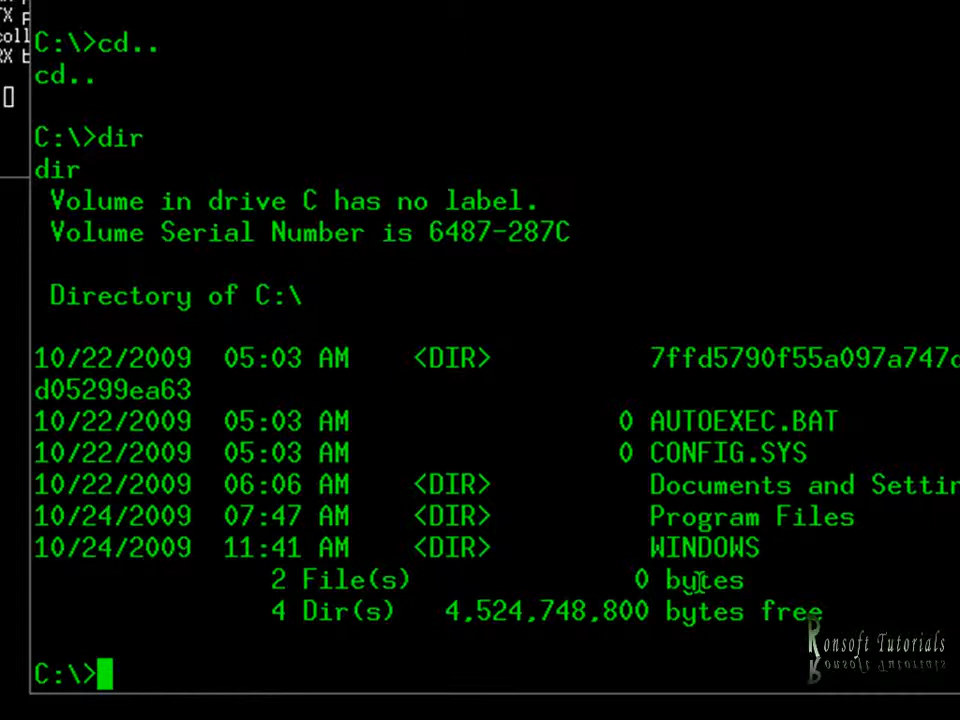 C:\>cd..
cd..
C:\>dir
dir
Volume in drive C has no label.
Volume Serial Number is 6487-287C
Directory of C:\
10/22/2009 05:03 AM <DIR> 7ffd5790f55a097a747
d05299ea63
10/22/2009 05:03 AM 0 AUTOEXEC.BAT
10/22/2009 05:03 AM 0 CONFIG.SYS
10/22/2009 06:06 AM <DIR> Documents and Settin
10/24/2009 07:47 AM <DIR> Program Files
10/24/2009 11:41 AM <DIR> WINDOWS
2 File(s) 0 bytes
4 Dir(s) 4,524,748,800 bytes free
C:\>
Ronsoft Tutorials